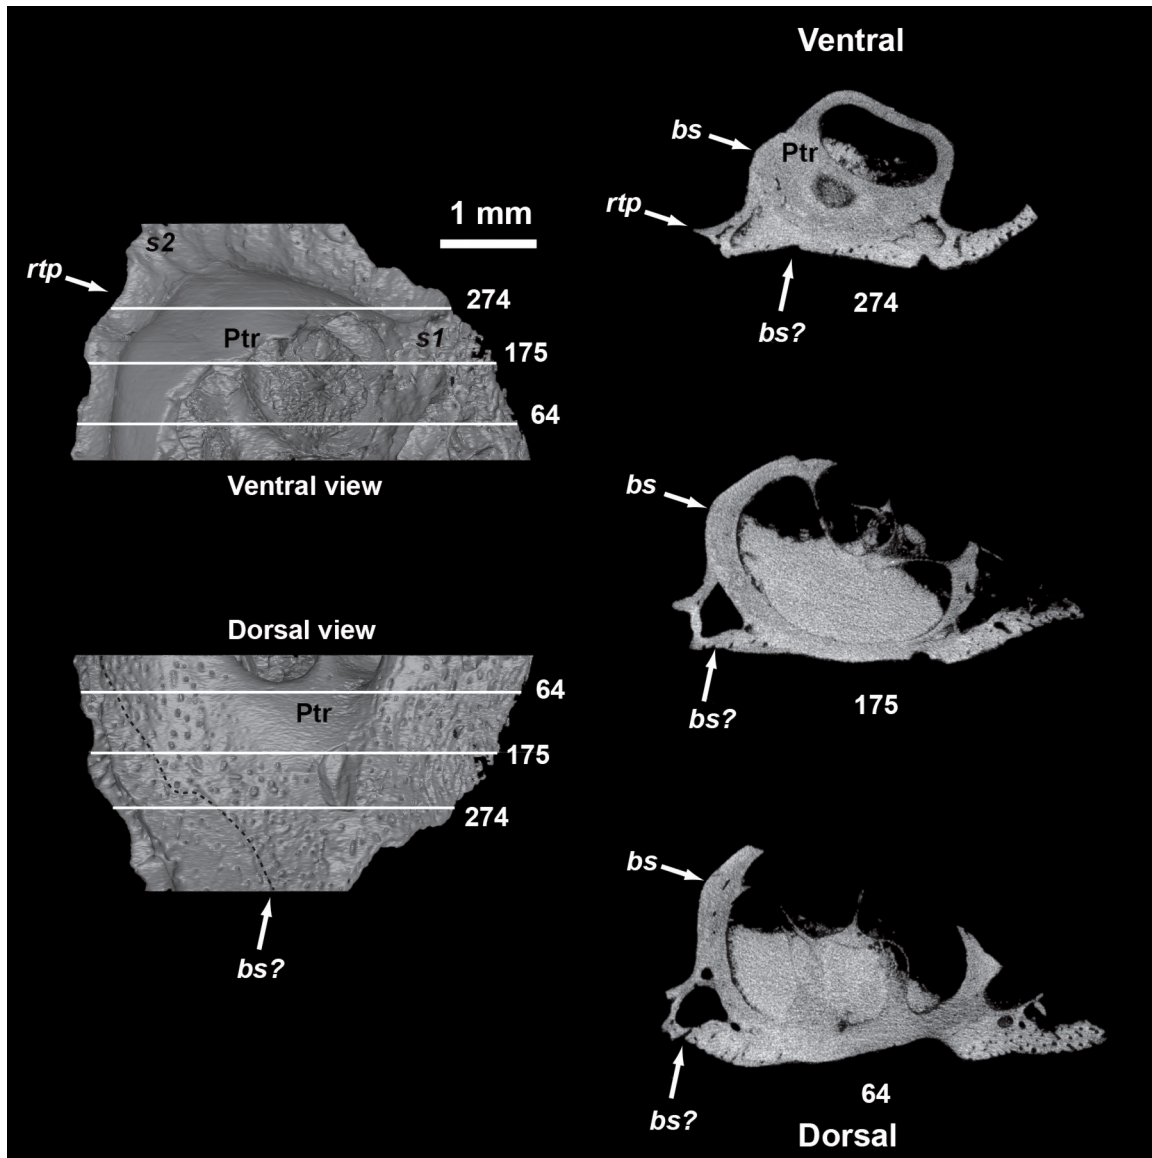 1 mm
s2
rtp
274
Ptr
s1
175
64
Ventral view
Dorsal view
64
Ptr
175
274
bs?
Ventral
bs
Ptr
rtp
274
bs?
bs
175
bs?
bs
64
bs?
Dorsal